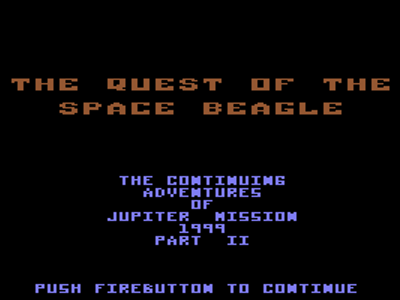 THE QUEST OF THE
SPACE BEAGLE
THE CONTINUING
ADVENTURES
OF
JUPITER MISSION
1999
PART II
PUSH FIREBUTTON TO CONTINUE